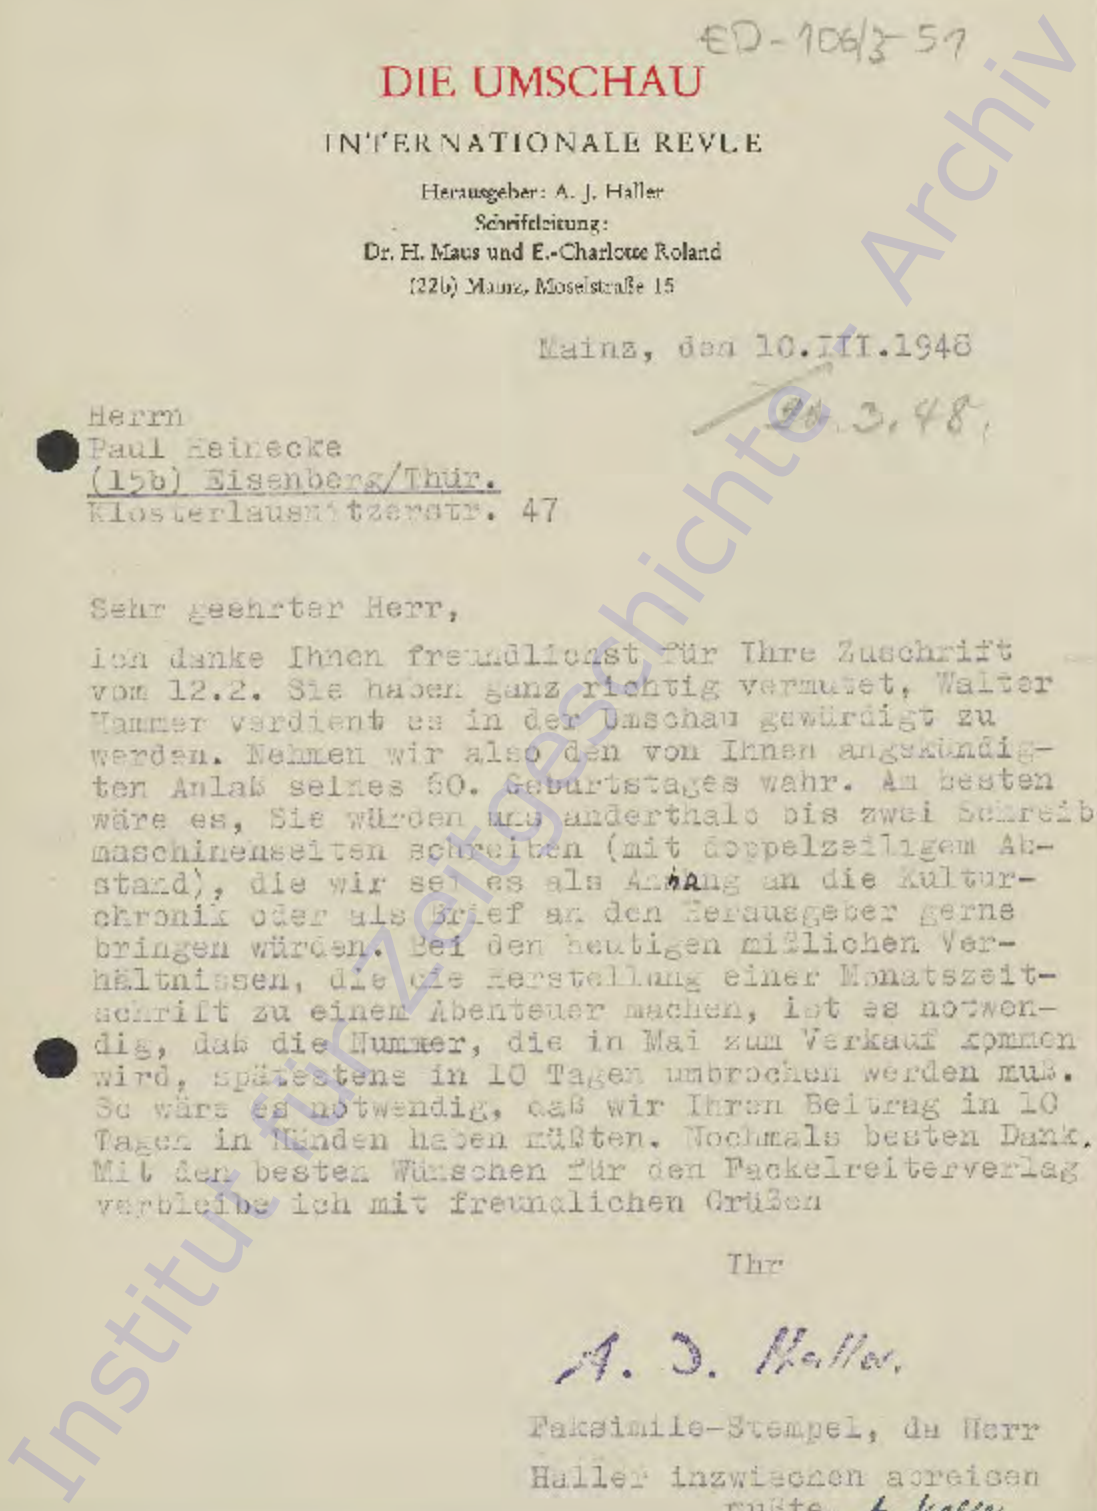 ED-106/3-51
DIE UMSCHAU
INTERNATIONALE REVUE
Herausgeber: A. J. Haller
Schriftleitung:
Dr. H. Maus und E.-Charlotte Roland
(22b) Mainz, Moselstraße 15
Mainz, den 10.III.1948
3.48.
Herrn
Paul Heinecke
(15b) Eisenberg/Thür.
Klosterlausnitzerstr. 47
Sehr geehrter Herr,
ich danke Ihnen freundlichst für Ihre Zuschrift
vom 12.2. Sie haben ganz richtig vermutet, Walter
Hammer verdient es in der Umschau gewürdigt zu
werden. Nehmen wir also den von Ihnen angekündig-
ten Anlaß seines 60. Geburtstages wahr. Am besten
wäre es, Sie würden uns anderthalb bis zwei Schreib
maschinenseiten schreiben (mit doppelzeiligem Ab-
stand), die wir sei es als Anhang an die Kultur-
chronik oder als Brief an den Herausgeber gerne
bringen würden. Bei den heutigen mißlichen Ver-
hältnissen, die die Herstellung einer Monatszeit-
schrift zu einem Abenteuer machen, ist es notwen-
dig, daß die Nummer, die in Mai zum Verkauf kommen
wird, spätestens in 10 Tagen umbrochen werden muß.
So wäre es notwendig, daß wir Ihren Beitrag in 10
Tagen in Händen haben müßten. Nochmals besten Dank.
Mit den besten Wünschen für den Fackelreiterverlag
verbleibe ich mit freundlichen Grüßen
Ihr
A. J. Haller.
Faksimile-Stempel, da Herr
Haller inzwischen abreisen
mußte
Institut für Zeitgeschichte - Archiv